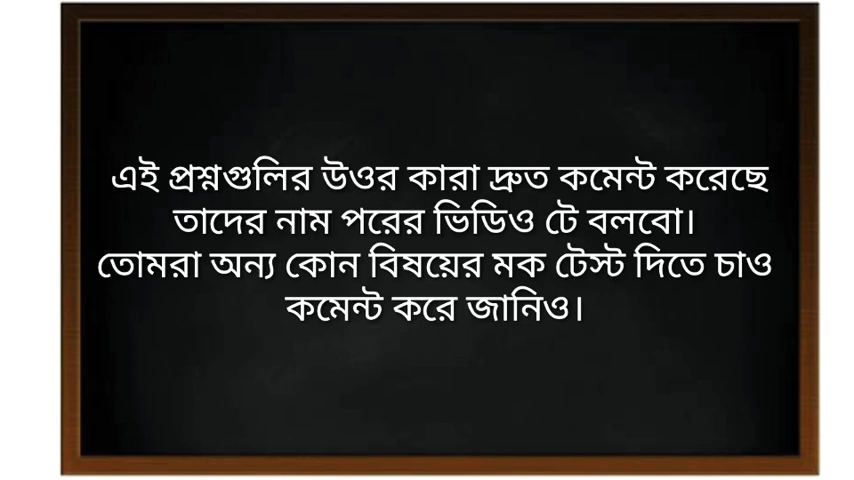 এই প্রশ্নগুলির উওর কারা দ্রুত কমেন্ট করেছে
তাদের নাম পরের ভিডিও টে বলবো।
তোমরা অন্য কোন বিষয়ের মক টেস্ট দিতে চাও
কমেন্ট করে জানিও।